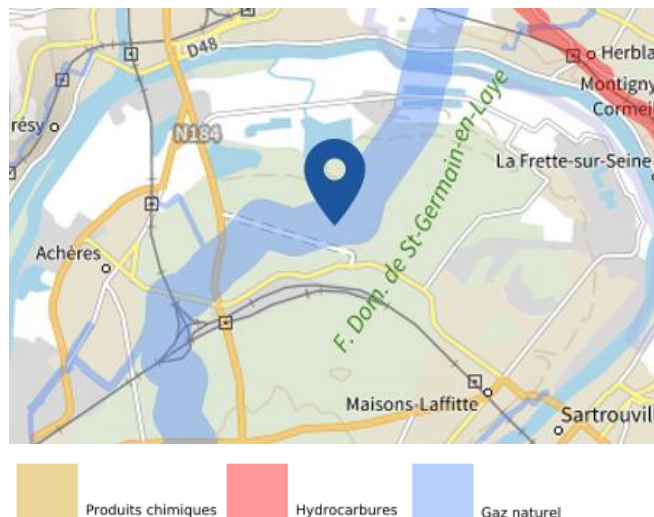 D48
Herbla
Montigny
Cormeil
résy
N184
La Frette-sur-Seine
Achères
F. Dom. de St-Germain-en-Laye
Maisons-Laffitte
Sartrouvil
Produits chimiques
Hydrocarbures
Gaz naturel